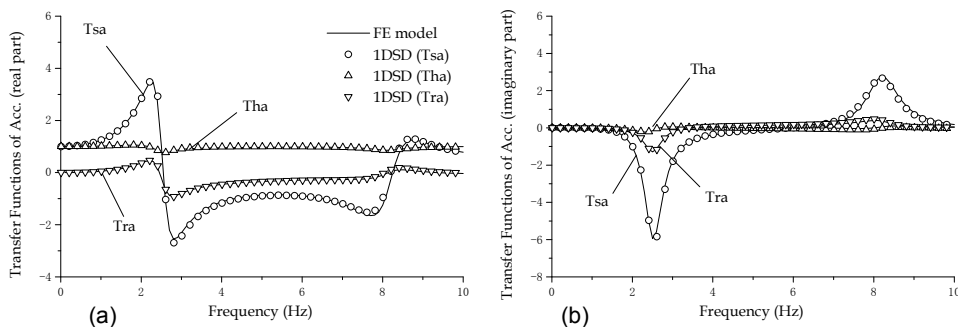 Transfer Functions of Acc. (real part)
6
4
2
0
−2
−4
0
2
4
6
8
10
Frequency (Hz)
(a)
Tsa
Tha
Tra
FE model
1DSD (Tsa)
1DSD (Tha)
1DSD (Tra)
Transfer Functions of Acc. (imaginary part)
6
4
2
0
−2
−4
−6
−8
0
2
4
6
8
10
Frequency (Hz)
(b)
Tha
Tsa
Tra